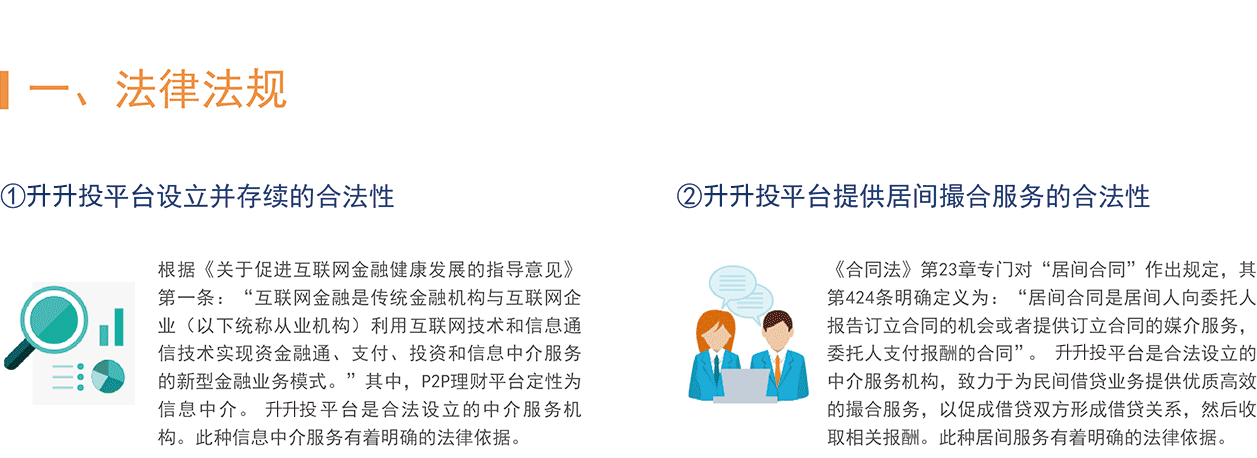 一、法律法规
①升升投平台设立并存续的合法性
根据《关于促进互联网金融健康发展的指导意见》
第一条：“互联网金融是传统金融机构与互联网企
业（以下统称从业机构）利用互联网技术和信息通
信技术实现资金融通、支付、投资和信息中介服务
的新型金融业务模式。”其中，P2P理财平台定性为
信息中介。 升升投平台是合法设立的中介服务机
构。此种信息中介服务有着明确的法律依据。
②升升投平台提供居间撮合服务的合法性
《合同法》第23章专门对“居间合同”作出规定，其
第424条明确定义为：“居间合同是居间人向委托人
报告订立合同的机会或者提供订立合同的媒介服务，
委托人支付报酬的合同”。 升升投平台是合法设立的
中介服务机构，致力于为民间借贷业务提供优质高效
的撮合服务，以促成借贷双方形成借贷关系，然后收
取相关报酬。此种居间服务有着明确的法律依据。